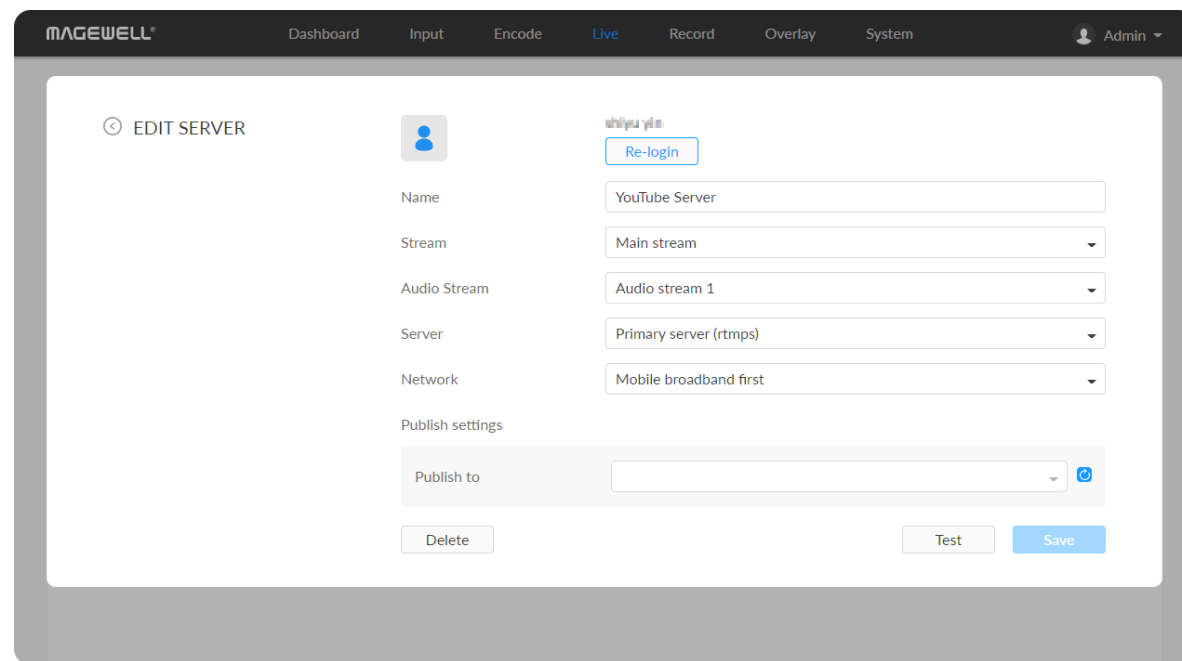 MAGEWELL® Dashboard Input Encode Live Record Overlay System Admin
EDIT SERVER
Re-login
Name YouTube Server
Stream Main stream
Audio Stream Audio stream 1
Server Primary server (rtmps)
Network Mobile broadband first
Publish settings
Publish to
Delete Test Save